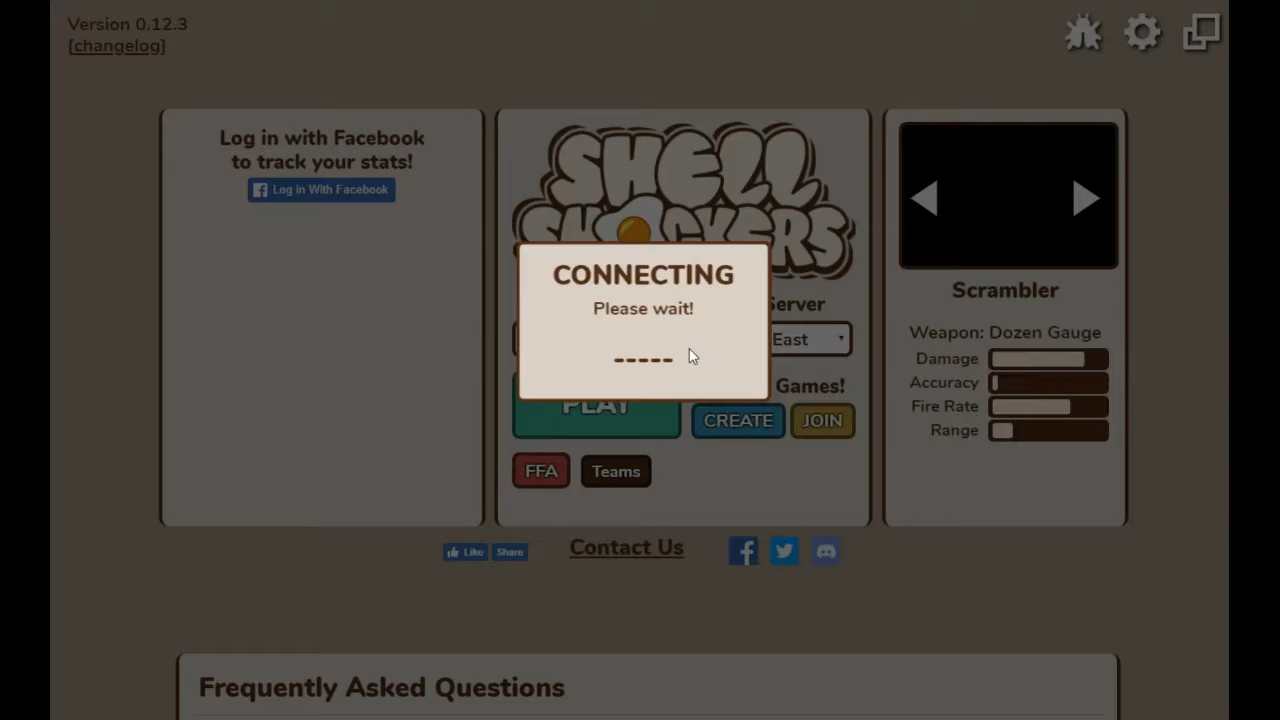 Version 0.12.3
[changelog]
Log in with Facebook
to track your stats!
Log in With Facebook
SHELL
SHOCKERS
CONNECTING
Please wait!
-----
Server
East
Games!
PLAY
CREATE
JOIN
FFA
Teams
Scrambler
Weapon: Dozen Gauge
Damage
Accuracy
Fire Rate
Range
Like
Share
Contact Us
Frequently Asked Questions